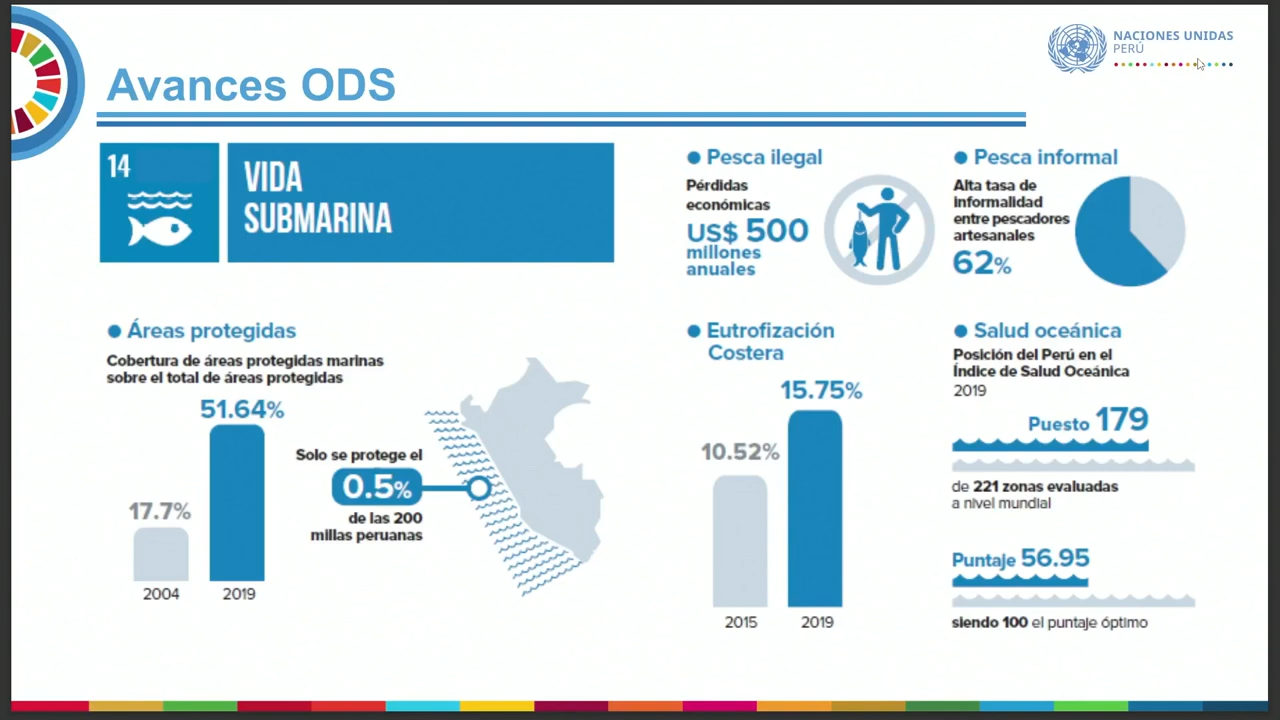 NACIONES UNIDAS
PERÚ
Avances ODS
14
VIDA
SUBMARINA
Pesca ilegal
Pérdidas
económicas
US$ 500
millones
anuales
Pesca informal
Alta tasa de
informalidad
entre pescadores
artesanales
62%
Áreas protegidas
Cobertura de áreas protegidas marinas
sobre el total de áreas protegidas
51.64%
17.7%
2004
2019
Solo se protege el
0.5%
de las 200
millas peruanas
Eutrofización
Costera
15.75%
10.52%
2015
2019
Salud oceánica
Posición del Perú en el
Índice de Salud Oceánica
2019
Puesto 179
de 221 zonas evaluadas
a nivel mundial
Puntaje 56.95
siendo 100 el puntaje óptimo